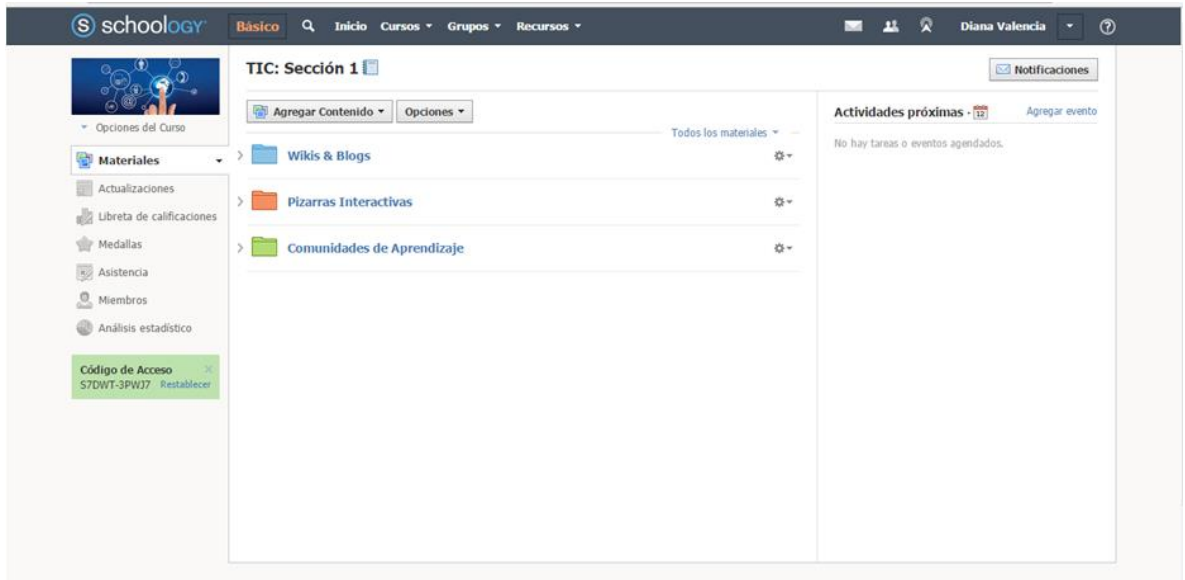 S schoology Básico Inicio Cursos Grupos Recursos Diana Valencia ?
TIC: Sección 1
Notificaciones
Opciones del Curso
Materiales
Actualizaciones
Libreta de calificaciones
Medallas
Asistencia
Miembros
Análisis estadístico
Código de Acceso
S7DWT-3PWJ7 Restablecer
Agregar Contenido Opciones
Todos los materiales
Wikis & Blogs
Pizarras Interactivas
Comunidades de Aprendizaje
Actividades próximas · 12 Agregar evento
No hay tareas o eventos agendados.